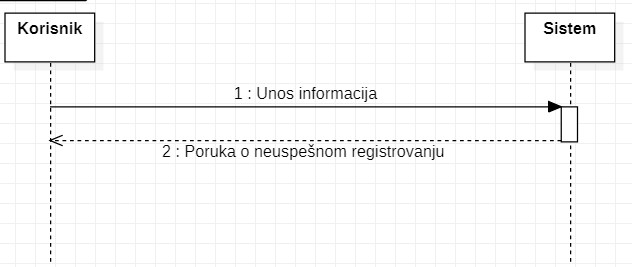 Korisnik
Sistem
1 : Unos informacija
2 : Poruka o neuspešnom registrovanju